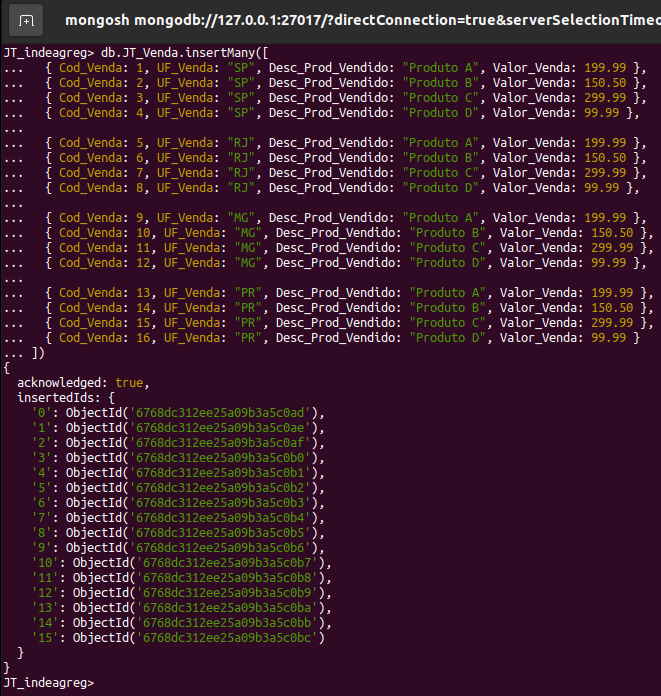 mongosh mongodb://127.0.0.1:27017/?directConnection=true&serverSelectionTimeo
JT_indeagreg> db.JT_Venda.insertMany([
...   { Cod_Venda: 1, UF_Venda: "SP", Desc_Prod_Vendido: "Produto A", Valor_Venda: 199.99 },
...   { Cod_Venda: 2, UF_Venda: "SP", Desc_Prod_Vendido: "Produto B", Valor_Venda: 150.50 },
...   { Cod_Venda: 3, UF_Venda: "SP", Desc_Prod_Vendido: "Produto C", Valor_Venda: 299.99 },
...   { Cod_Venda: 4, UF_Venda: "SP", Desc_Prod_Vendido: "Produto D", Valor_Venda: 99.99 },
...
...   { Cod_Venda: 5, UF_Venda: "RJ", Desc_Prod_Vendido: "Produto A", Valor_Venda: 199.99 },
...   { Cod_Venda: 6, UF_Venda: "RJ", Desc_Prod_Vendido: "Produto B", Valor_Venda: 150.50 },
...   { Cod_Venda: 7, UF_Venda: "RJ", Desc_Prod_Vendido: "Produto C", Valor_Venda: 299.99 },
...   { Cod_Venda: 8, UF_Venda: "RJ", Desc_Prod_Vendido: "Produto D", Valor_Venda: 99.99 },
...
...   { Cod_Venda: 9, UF_Venda: "MG", Desc_Prod_Vendido: "Produto A", Valor_Venda: 199.99 },
...   { Cod_Venda: 10, UF_Venda: "MG", Desc_Prod_Vendido: "Produto B", Valor_Venda: 150.50 },
...   { Cod_Venda: 11, UF_Venda: "MG", Desc_Prod_Vendido: "Produto C", Valor_Venda: 299.99 },
...   { Cod_Venda: 12, UF_Venda: "MG", Desc_Prod_Vendido: "Produto D", Valor_Venda: 99.99 },
...
...   { Cod_Venda: 13, UF_Venda: "PR", Desc_Prod_Vendido: "Produto A", Valor_Venda: 199.99 },
...   { Cod_Venda: 14, UF_Venda: "PR", Desc_Prod_Vendido: "Produto B", Valor_Venda: 150.50 },
...   { Cod_Venda: 15, UF_Venda: "PR", Desc_Prod_Vendido: "Produto C", Valor_Venda: 299.99 },
...   { Cod_Venda: 16, UF_Venda: "PR", Desc_Prod_Vendido: "Produto D", Valor_Venda: 99.99 }
... ])
{
  acknowledged: true,
  insertedIds: {
    '0': ObjectId('6768dc312ee25a09b3a5c0ad'),
    '1': ObjectId('6768dc312ee25a09b3a5c0ae'),
    '2': ObjectId('6768dc312ee25a09b3a5c0af'),
    '3': ObjectId('6768dc312ee25a09b3a5c0b0'),
    '4': ObjectId('6768dc312ee25a09b3a5c0b1'),
    '5': ObjectId('6768dc312ee25a09b3a5c0b2'),
    '6': ObjectId('6768dc312ee25a09b3a5c0b3'),
    '7': ObjectId('6768dc312ee25a09b3a5c0b4'),
    '8': ObjectId('6768dc312ee25a09b3a5c0b5'),
    '9': ObjectId('6768dc312ee25a09b3a5c0b6'),
    '10': ObjectId('6768dc312ee25a09b3a5c0b7'),
    '11': ObjectId('6768dc312ee25a09b3a5c0b8'),
    '12': ObjectId('6768dc312ee25a09b3a5c0b9'),
    '13': ObjectId('6768dc312ee25a09b3a5c0ba'),
    '14': ObjectId('6768dc312ee25a09b3a5c0bb'),
    '15': ObjectId('6768dc312ee25a09b3a5c0bc')
  }
}
JT_indeagreg>